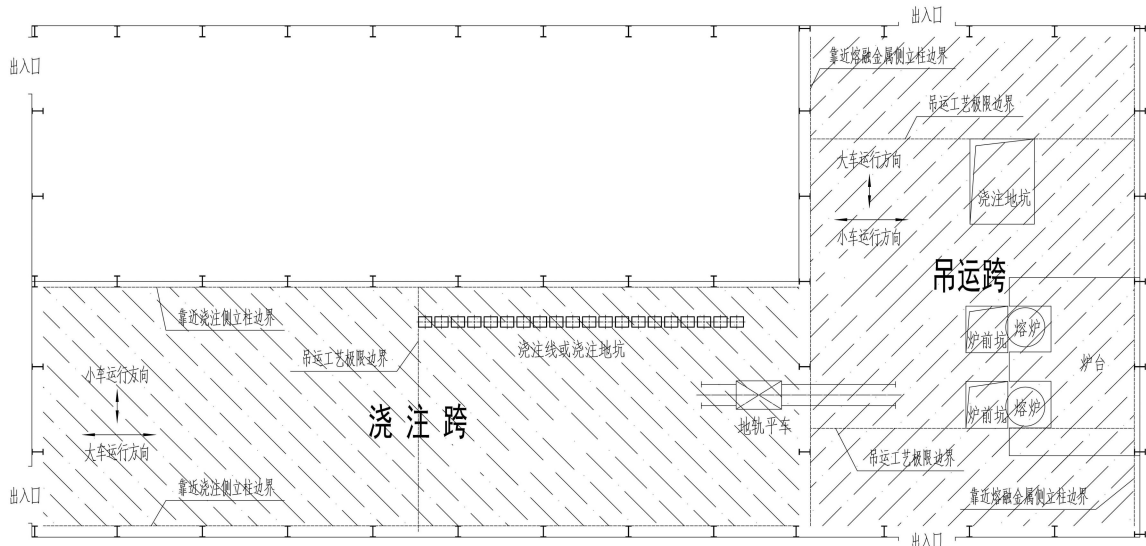 出入口
出入口
靠近熔融金属侧立柱边界
吊运工艺极限边界
大车运行方向
小车运行方向
浇注地坑
吊运跨
靠近浇注侧立柱边界
吊运工艺极限边界
浇注线或浇注地坑
炉前坑
熔炉
炉台
小车运行方向
大车运行方向
浇注跨
地轨平车
炉前坑
熔炉
吊运工艺极限边界
出入口
靠近浇注侧立柱边界
靠近熔融金属侧立柱边界
出入口